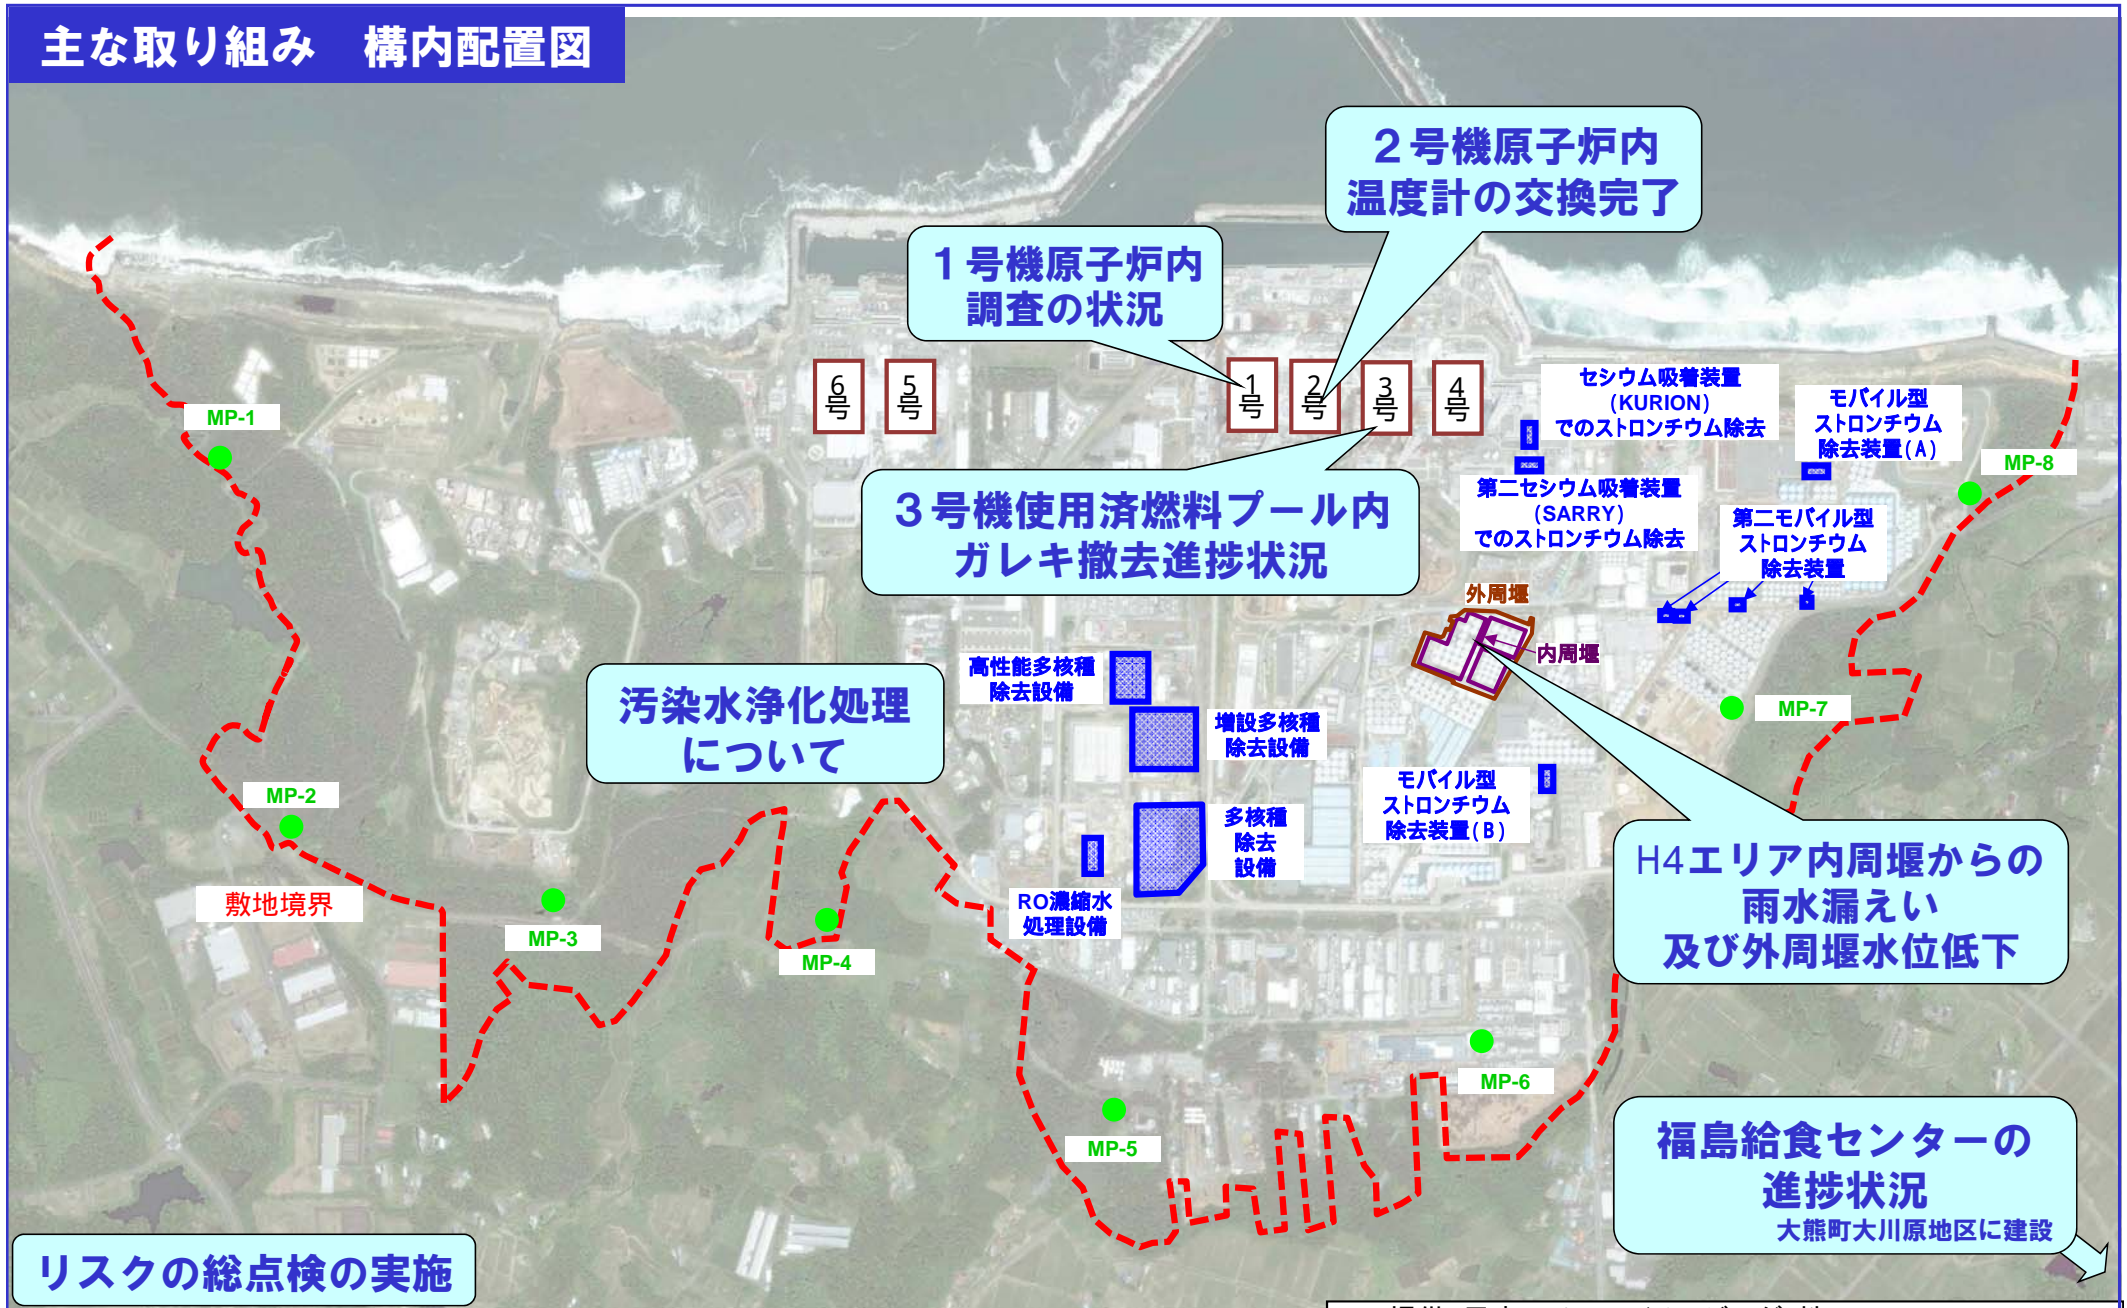 主な取り組み　構内配置図
２号機原子炉内
温度計の交換完了
１号機原子炉内
調査の状況
6号
5号
1号
2号
3号
4号
セシウム吸着装置
(KURION)
でのストロンチウム除去
モバイル型
ストロンチウム
除去装置(A)
MP-1
MP-8
３号機使用済燃料プール内
ガレキ撤去進捗状況
第二セシウム吸着装置
(SARRY)
でのストロンチウム除去
第二モバイル型
ストロンチウム
除去装置
外周堰
内周堰
高性能多核種
除去設備
汚染水浄化処理
について
増設多核種
除去設備
MP-7
モバイル型
ストロンチウム
除去装置(B)
MP-2
多核種
除去
設備
H4エリア内周堰からの
雨水漏えい
及び外周堰水位低下
敷地境界
RO濃縮水
処理設備
MP-3
MP-4
MP-6
MP-5
福島給食センターの
進捗状況
大熊町大川原地区に建設
リスクの総点検の実施